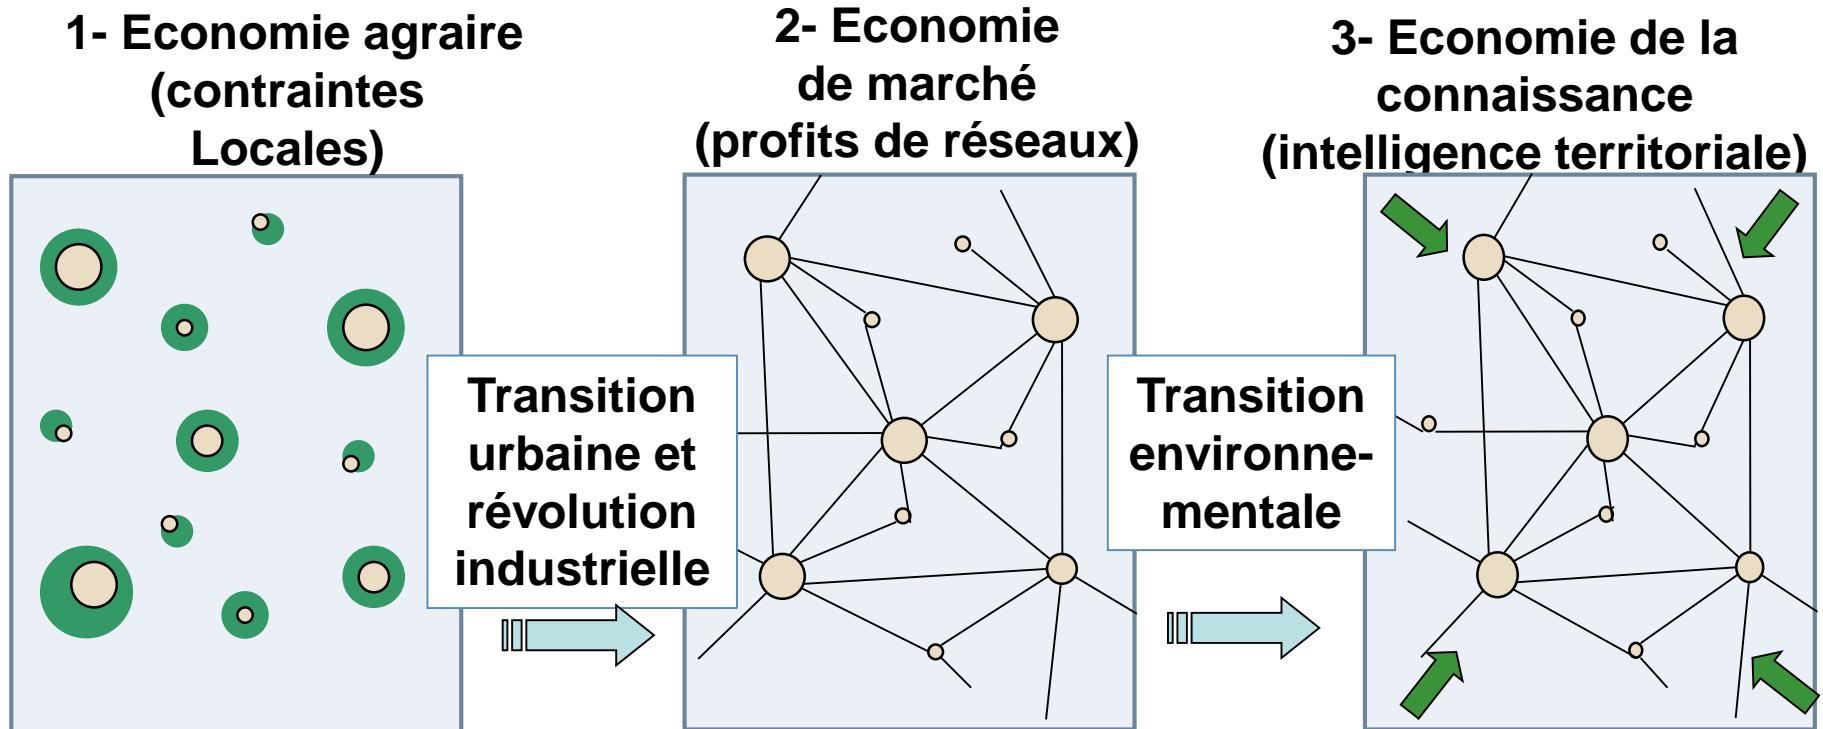 1- Economie agraire
(contraintes
Locales)
2- Economie
de marché
(profits de réseaux)
3- Economie de la
connaissance
(intelligence territoriale)
Transition
urbaine et
révolution
industrielle
Transition
environne-
mentale